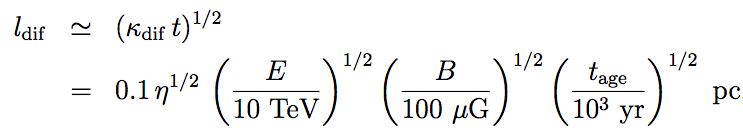 l_dif ≃ (κ_dif t)^{1/2}
= 0.1 η^{1/2} (E / 10 TeV)^{1/2} (B / 100 μG)^{1/2} (t_age / 10^3 yr)^{1/2} pc